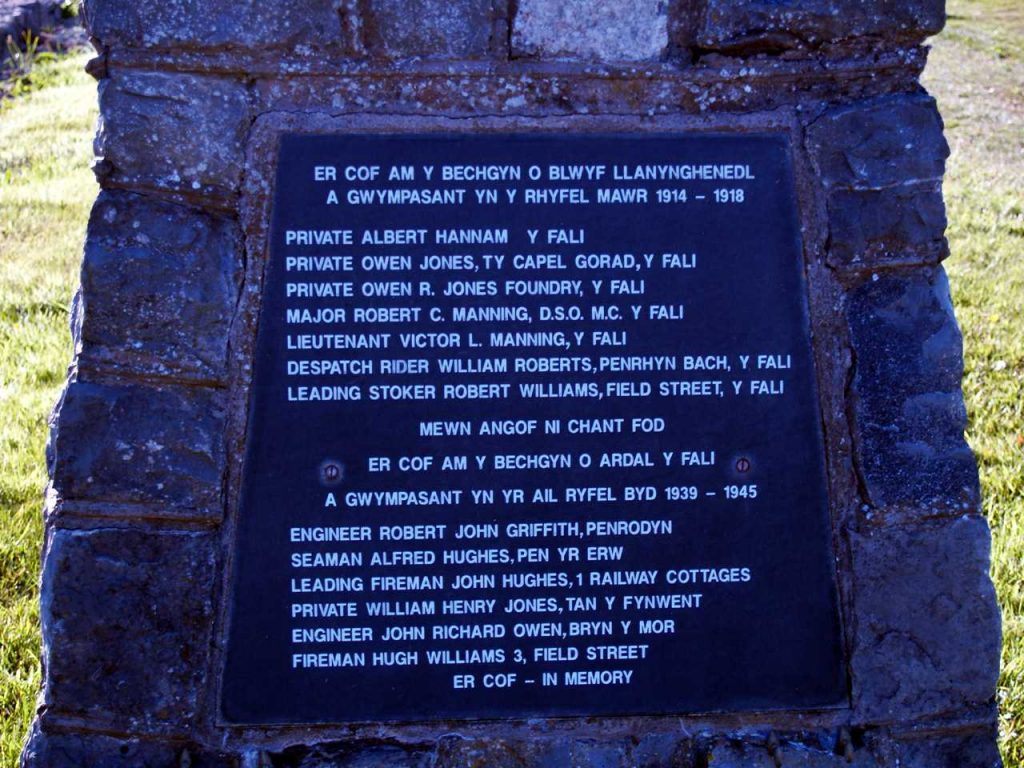 ER COF AM Y BECHGYN O BLWYF LLANYNGHENEDL
A GWYMPASANT YN Y RHYFEL MAWR 1914 – 1918
PRIVATE ALBERT HANNAM Y FALI
PRIVATE OWEN JONES, TY CAPEL GORAD, Y FALI
PRIVATE OWEN R. JONES FOUNDRY, Y FALI
MAJOR ROBERT C. MANNING, D.S.O. M.C. Y FALI
LIEUTENANT VICTOR L. MANNING, Y FALI
DESPATCH RIDER WILLIAM ROBERTS, PENRHYN BACH, Y FALI
LEADING STOKER ROBERT WILLIAMS, FIELD STREET, Y FALI
MEWN ANGOF NI CHANT FOD
ER COF AM Y BECHGYN O ARDAL Y FALI
A GWYMPASANT YN YR AIL RYFEL BYD 1939 – 1945
ENGINEER ROBERT JOHN GRIFFITH, PENRODYN
SEAMAN ALFRED HUGHES, PEN YR ERW
LEADING FIREMAN JOHN HUGHES, 1 RAILWAY COTTAGES
PRIVATE WILLIAM HENRY JONES, TAN Y FYNWENT
ENGINEER JOHN RICHARD OWEN, BRYN Y MOR
FIREMAN HUGH WILLIAMS 3, FIELD STREET
ER COF – IN MEMORY